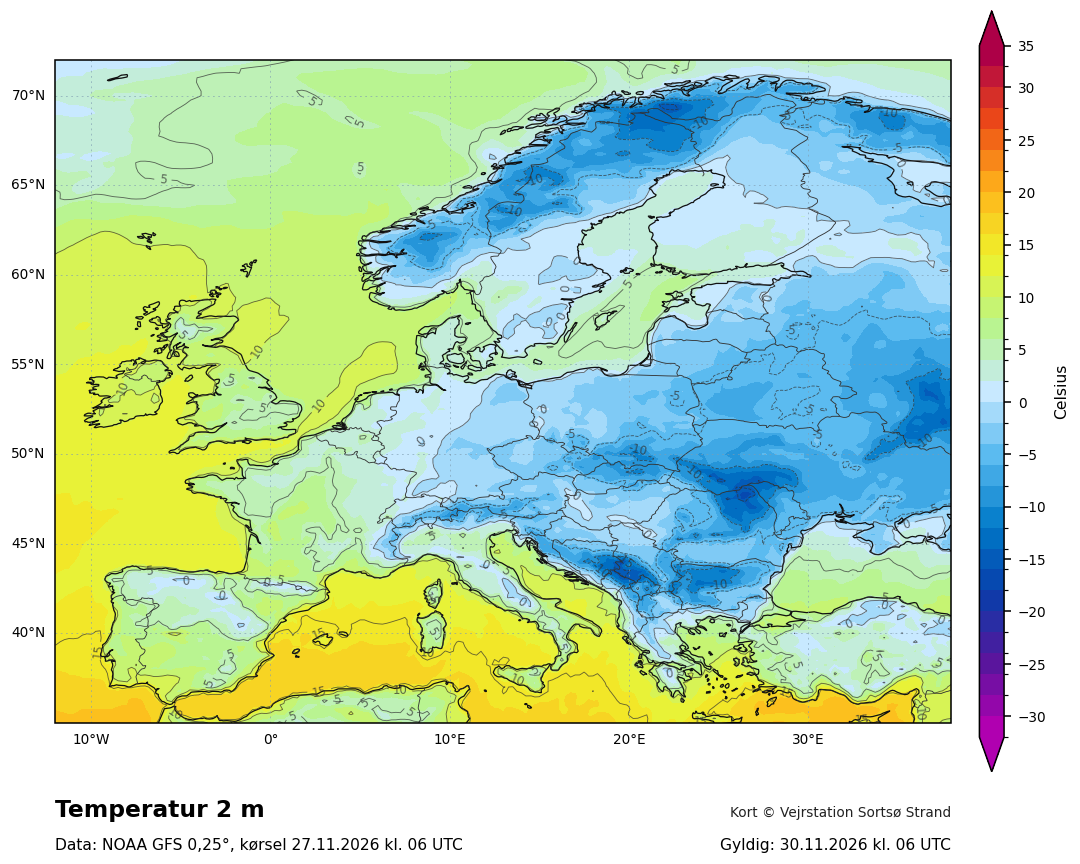 70°N
65°N
60°N
55°N
50°N
45°N
40°N
10°W
0°
10°E
20°E
30°E
35
30
25
20
15
10
5
0
−5
−10
−15
−20
−25
−30
Celsius
Temperatur 2 m
Kort © Vejrstation Sortsø Strand
Data: NOAA GFS 0,25°, kørsel 27.11.2026 kl. 06 UTC
Gyldig: 30.11.2026 kl. 06 UTC